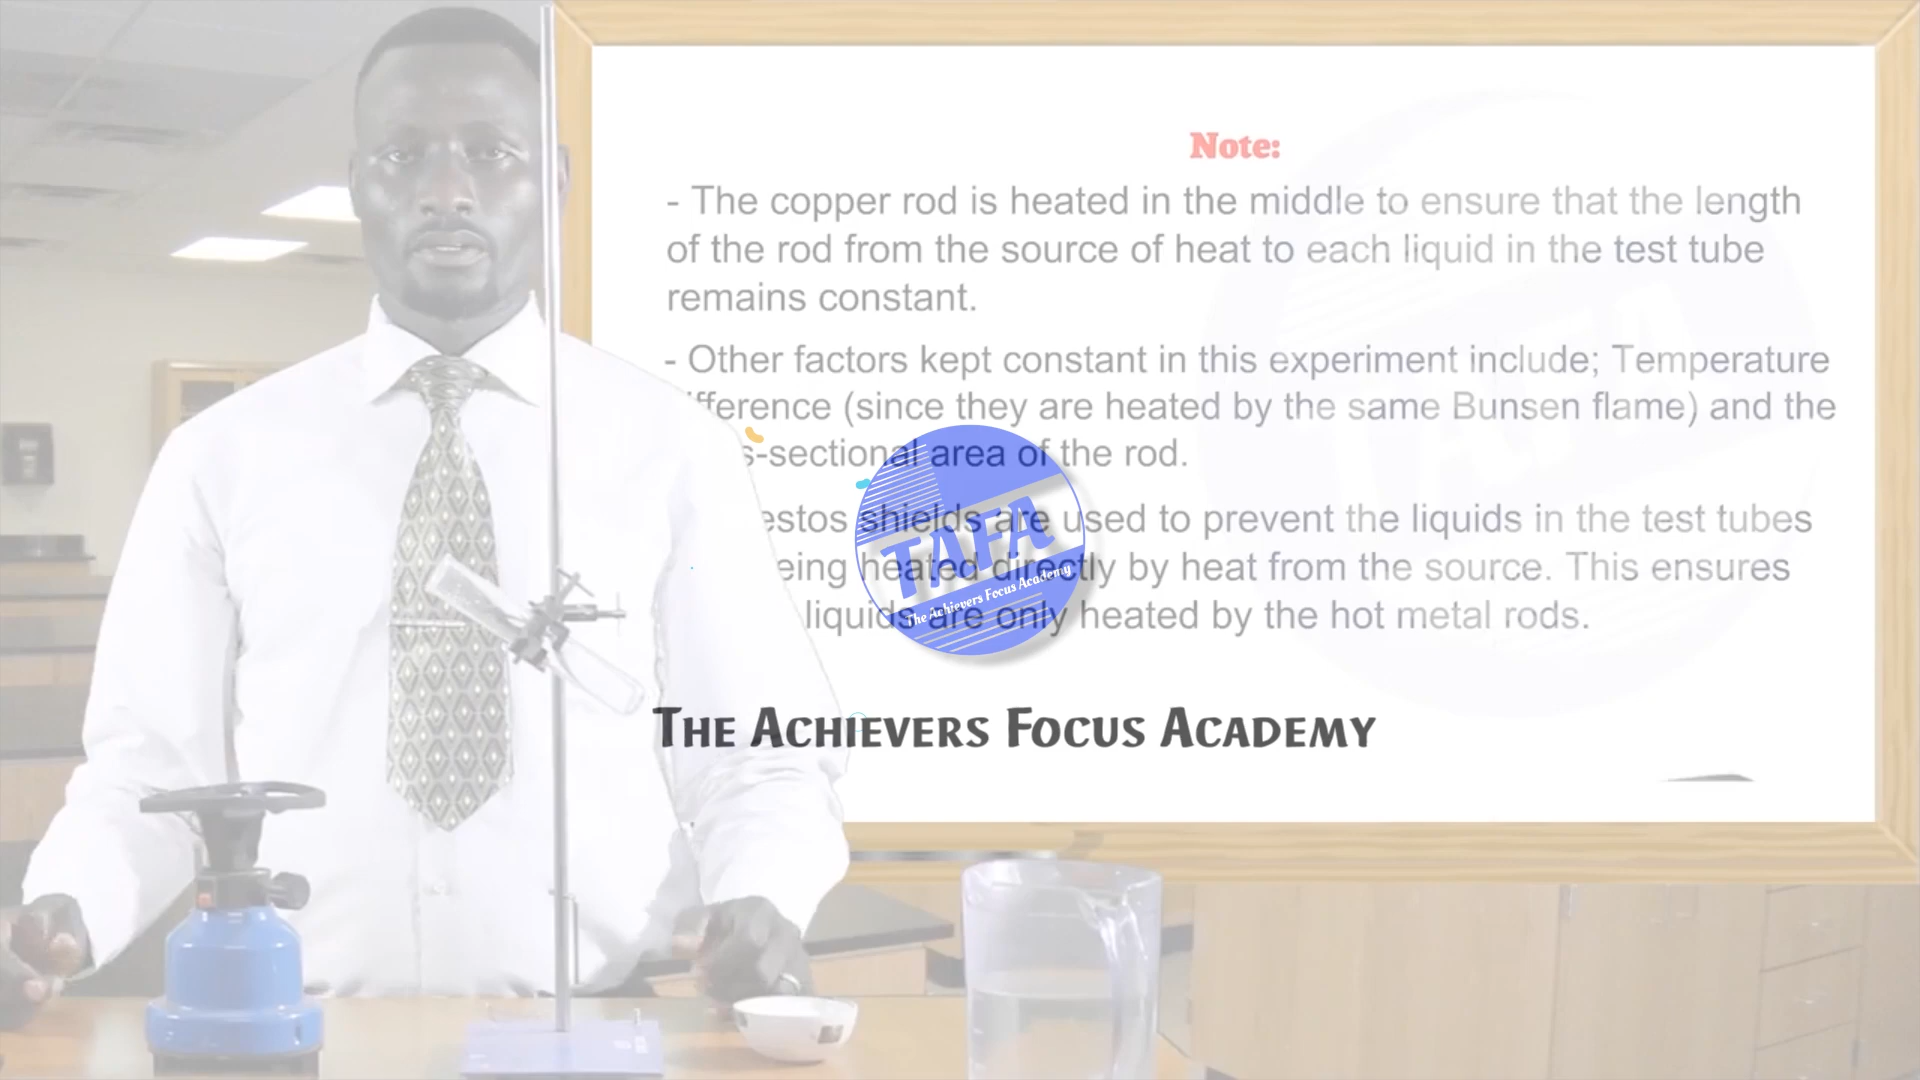 Note:
- The copper rod is heated in the middle to ensure that the length
of the rod from the source of heat to each liquid in the test tube
remains constant.
- Other factors kept constant in this experiment include; Temperature
ifference (since they are heated by the same Bunsen flame) and the
s-sectional area of the rod.
estos shields are used to prevent the liquids in the test tubes
eing heated directly by heat from the source. This ensures
liquids are only heated by the hot metal rods.
TAFA
The Achievers Focus Academy
THE ACHIEVERS FOCUS ACADEMY